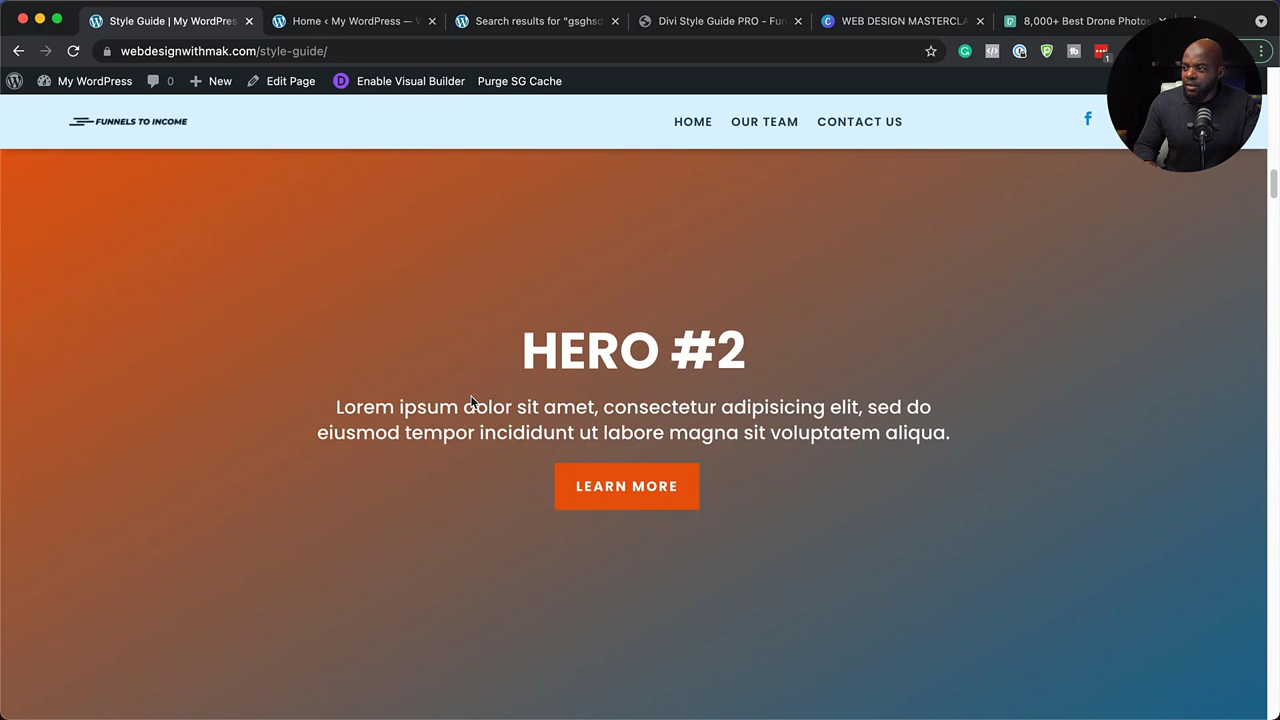 Style Guide | My WordPres
Home ‹ My WordPress — W
Search results for "gsghsd
Divi Style Guide PRO - Fun
WEB DESIGN MASTERCLA
8,000+ Best Drone Photos
webdesignwithmak.com/style-guide/
1
My WordPress
0
New
Edit Page
D
Enable Visual Builder
Purge SG Cache
FUNNELS TO INCOME
HOME
OUR TEAM
CONTACT US
HERO #2
Lorem ipsum dolor sit amet, consectetur adipisicing elit, sed do
eiusmod tempor incididunt ut labore magna sit voluptatem aliqua.
LEARN MORE